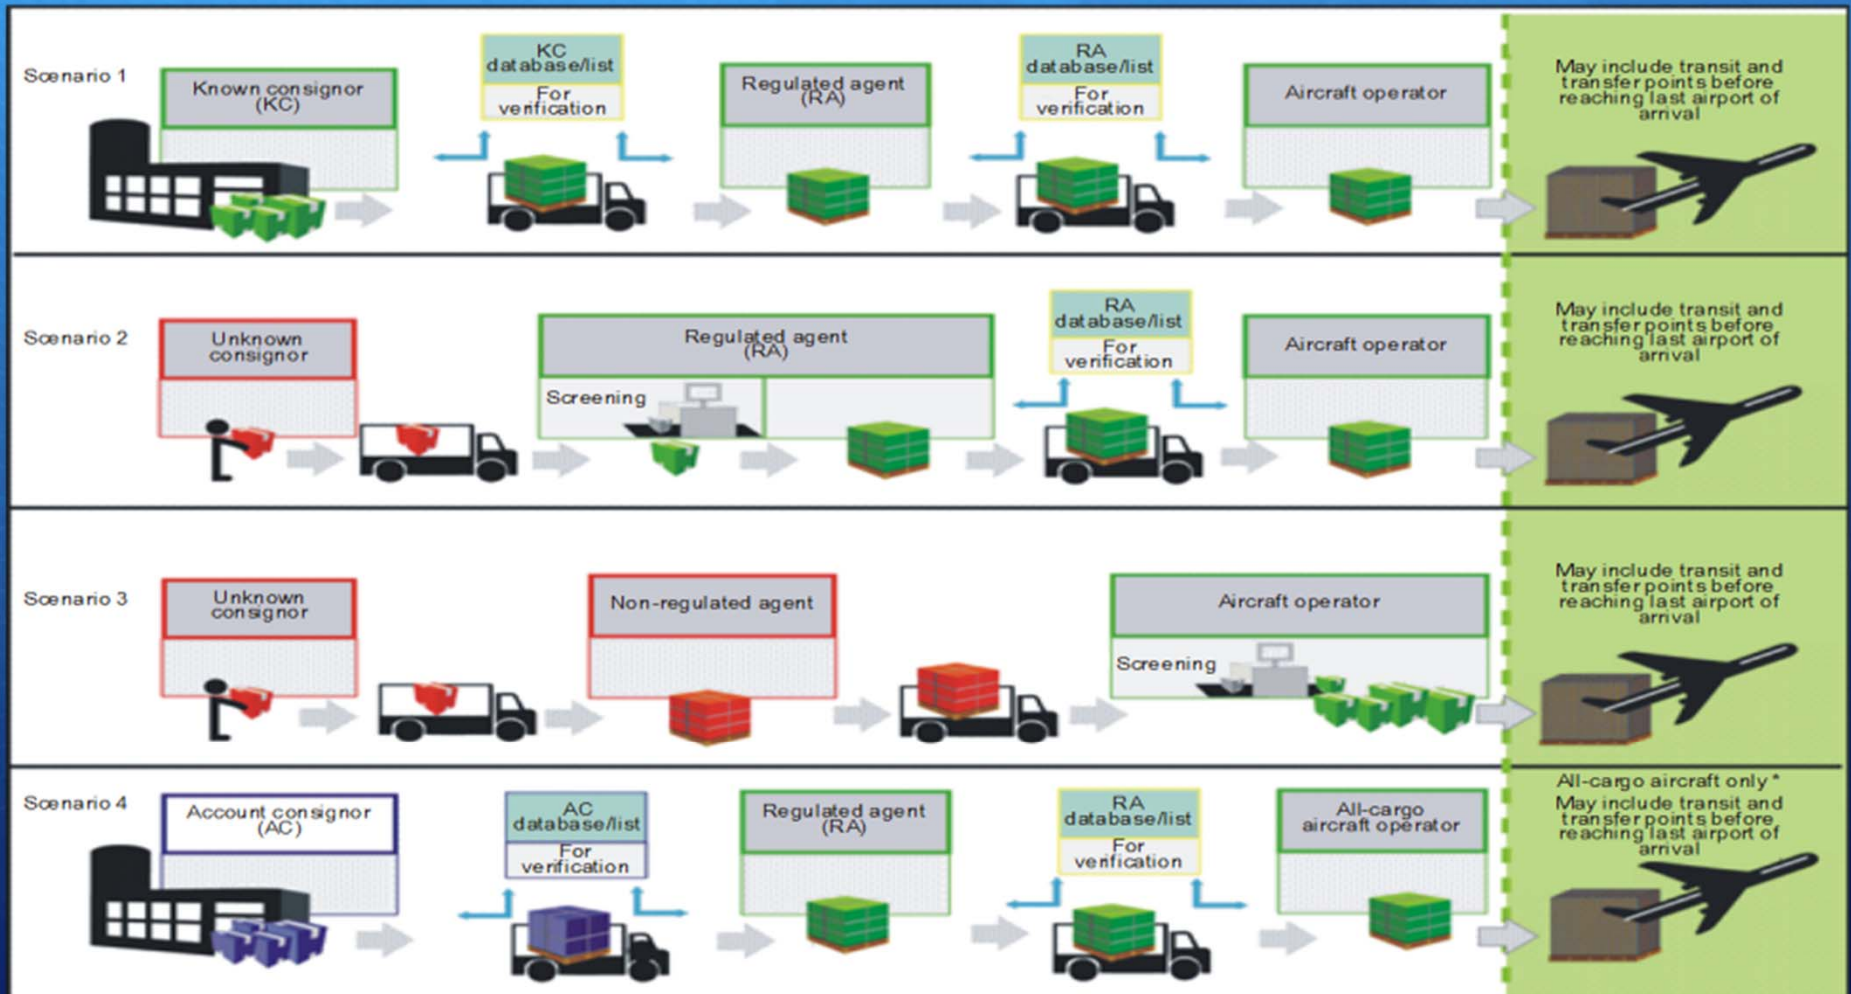 Scenario 1
Known consignor
(KC)
KC
database/list
For
verification
Regulated agent
(RA)
RA
database/list
For
verification
Aircraft operator
May include transit and
transfer points before
reaching last airport of
arrival
Scenario 2
Unknown
consignor
Regulated agent
(RA)
Screening
RA
database/list
For
verification
Aircraft operator
May include transit and
transfer points before
reaching last airport of
arrival
Scenario 3
Unknown
consignor
Non-regulated agent
Aircraft operator
Screening
May include transit and
transfer points before
reaching last airport of
arrival
Scenario 4
Account consignor
(AC)
AC
database/list
For
verification
Regulated agent
(RA)
RA
database/list
For
verification
All-cargo
aircraft operator
All-cargo aircraft only *
May include transit and
transfer points before
reaching last airport of
arrival